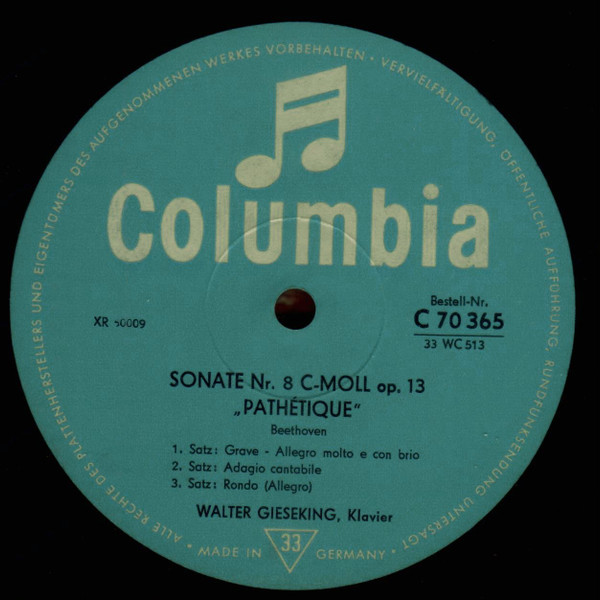 ALLE RECHTE DES PLATTENHERSTELLERS UND EIGENTÜMERS DES AUFGENOMMENEN WERKES VORBEHALTEN · VERVIELFÄLTIGUNG, ÖFFENTLICHE AUFFÜHRUNG, RUNDFUNKSENDUNG UNTERSAGT
Columbia
XR
Bestell-Nr.
C 70 365
33 WC 513
SONATE Nr. 8 C-MOLL op. 13
„PATHÉTIQUE“
Beethoven
1. Satz: Grave - Allegro molto e con brio
2. Satz: Adagio cantabile
3. Satz: Rondo (Allegro)
WALTER GIESEKING, Klavier
· MADE IN GERMANY ·
33